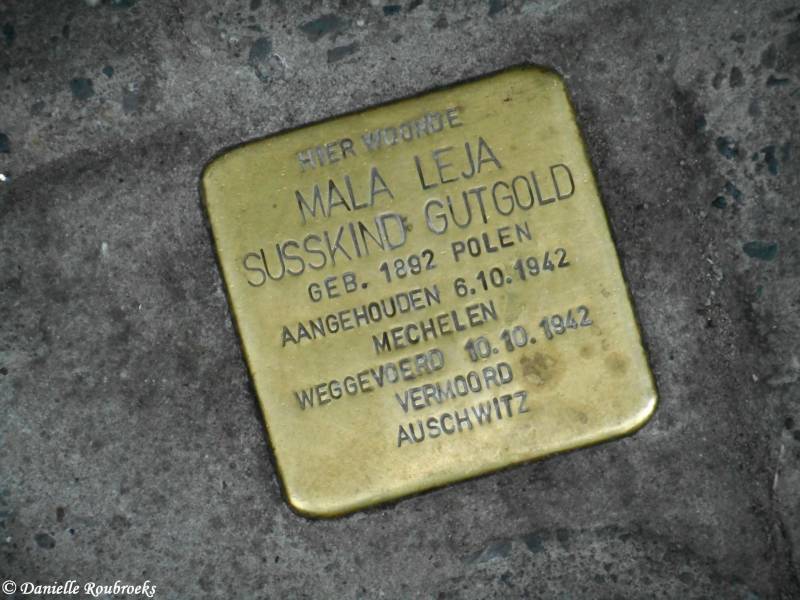 HIER WOONDE
MALA LEJA
SUSSKIND GUTGOLD
GEB. 1892 POLEN
AANGEHOUDEN 6.10.1942
MECHELEN
WEGGEVOERD 10.10.1942
VERMOORD
AUSCHWITZ
© Danielle Roubroeks